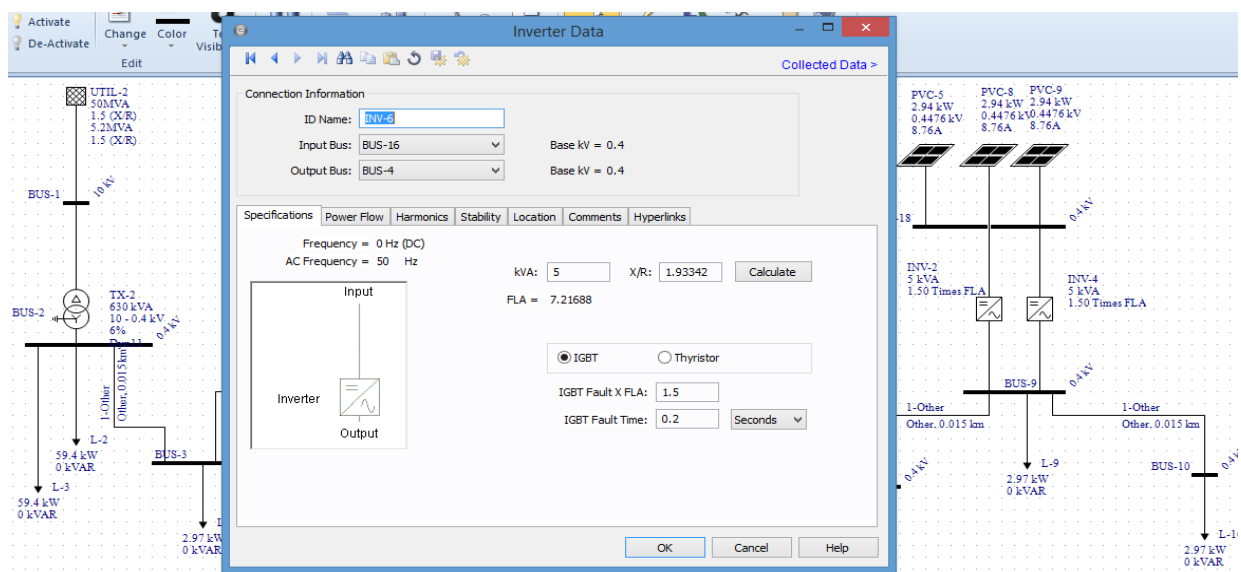 Activate
De-Activate
Change
Color
Edit
Inverter Data
Collected Data >
Connection Information
ID Name: INV-6
Input Bus: BUS-16 Base kV = 0.4
Output Bus: BUS-4 Base kV = 0.4
Specifications Power Flow Harmonics Stability Location Comments Hyperlinks
Frequency = 0 Hz (DC)
AC Frequency = 50 Hz
kVA: 5 X/R: 1.93342 Calculate
FLA = 7.21688
Input
Inverter
Output
IGBT Thyristor
IGBT Fault X FLA: 1.5
IGBT Fault Time: 0.2 Seconds
OK Cancel Help
UTIL-2
50MVA
1.5 (X/R)
5.2MVA
1.5 (X/R)
BUS-1
10 kV
BUS-2
TX-2
630 kVA
10 - 0.4 kV
6%
0.4 kV
1-Other
Other, 0.015 km
L-2
59.4 kW
0 kVAR
L-3
59.4 kW
0 kVAR
BUS-3
2.97 kW
0 kVAR
PVC-5
2.94 kW
0.4476 kV
8.76A
PVC-8
2.94 kW
0.4476 kV
8.76A
PVC-9
2.94 kW
0.4476 kV
8.76A
0.4 kV
INV-2
5 kVA
1.50 Times FLA
INV-4
5 kVA
1.50 Times FLA
BUS-9
0.4 kV
1-Other
Other, 0.015 km
1-Other
Other, 0.015 km
0.4 kV
L-9
2.97 kW
0 kVAR
BUS-10
2.97 kW
0 kVAR